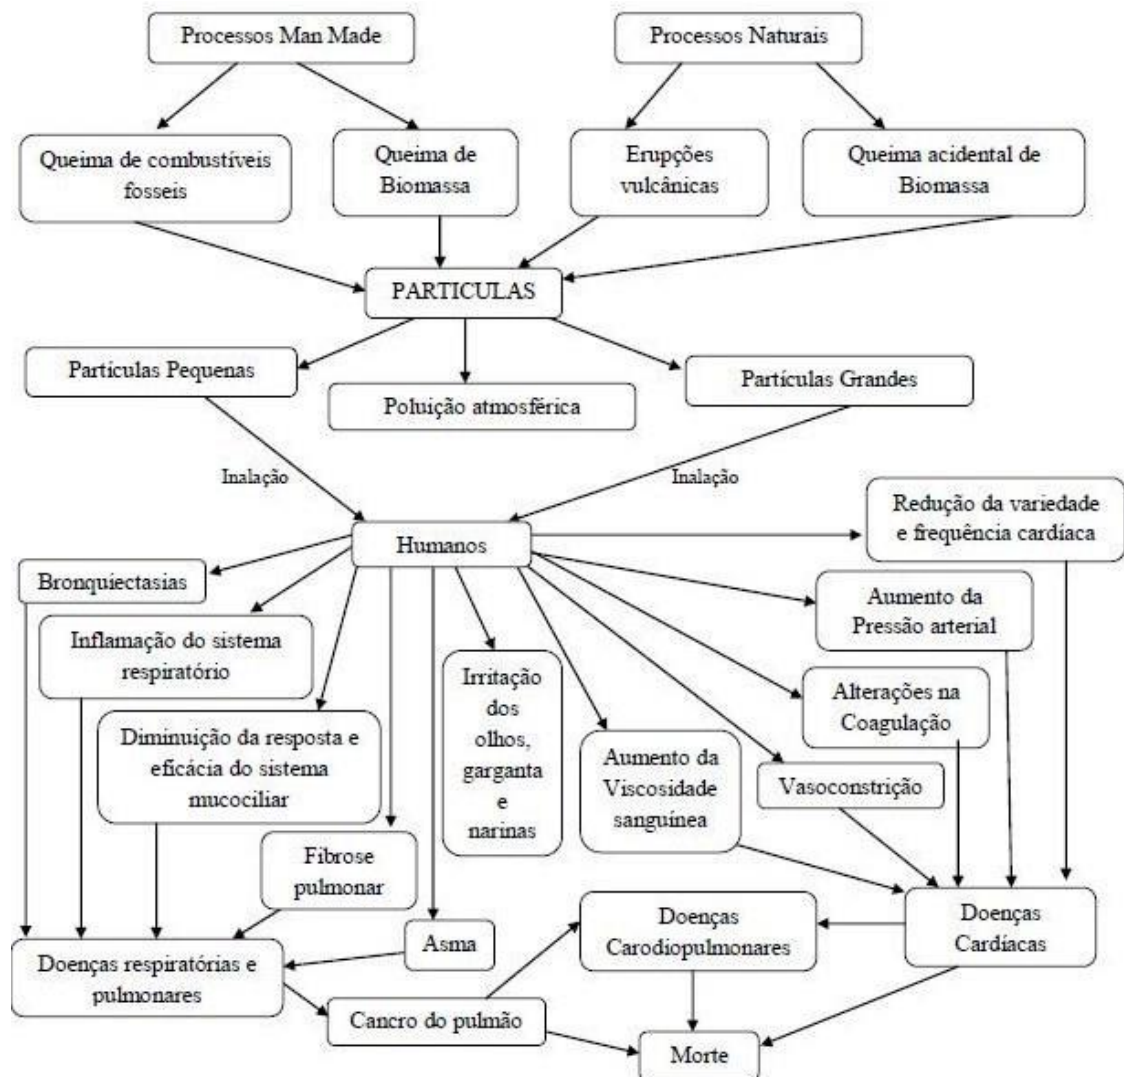 Processos Man Made
Processos Naturais
Queima de combustíveis
fosseis
Queima de
Biomassa
Erupções
vulcânicas
Queima acidental de
Biomassa
PARTICULAS
Partículas Pequenas
Poluição atmosférica
Partículas Grandes
Inalação
Inalação
Redução da variedade
e frequência cardíaca
Humanos
Bronquiectasias
Aumento da
Pressão arterial
Inflamação do sistema
respiratório
Irritação
dos
olhos,
garganta
e
narinas
Alterações na
Coagulação
Diminuição da resposta e
eficácia do sistema
mucociliar
Aumento da
Viscosidade
sanguínea
Vasoconstrição
Fibrose
pulmonar
Doenças
Carodiopulmonares
Doenças
Cardíacas
Asma
Doenças respiratórias e
pulmonares
Cancro do pulmão
Morte